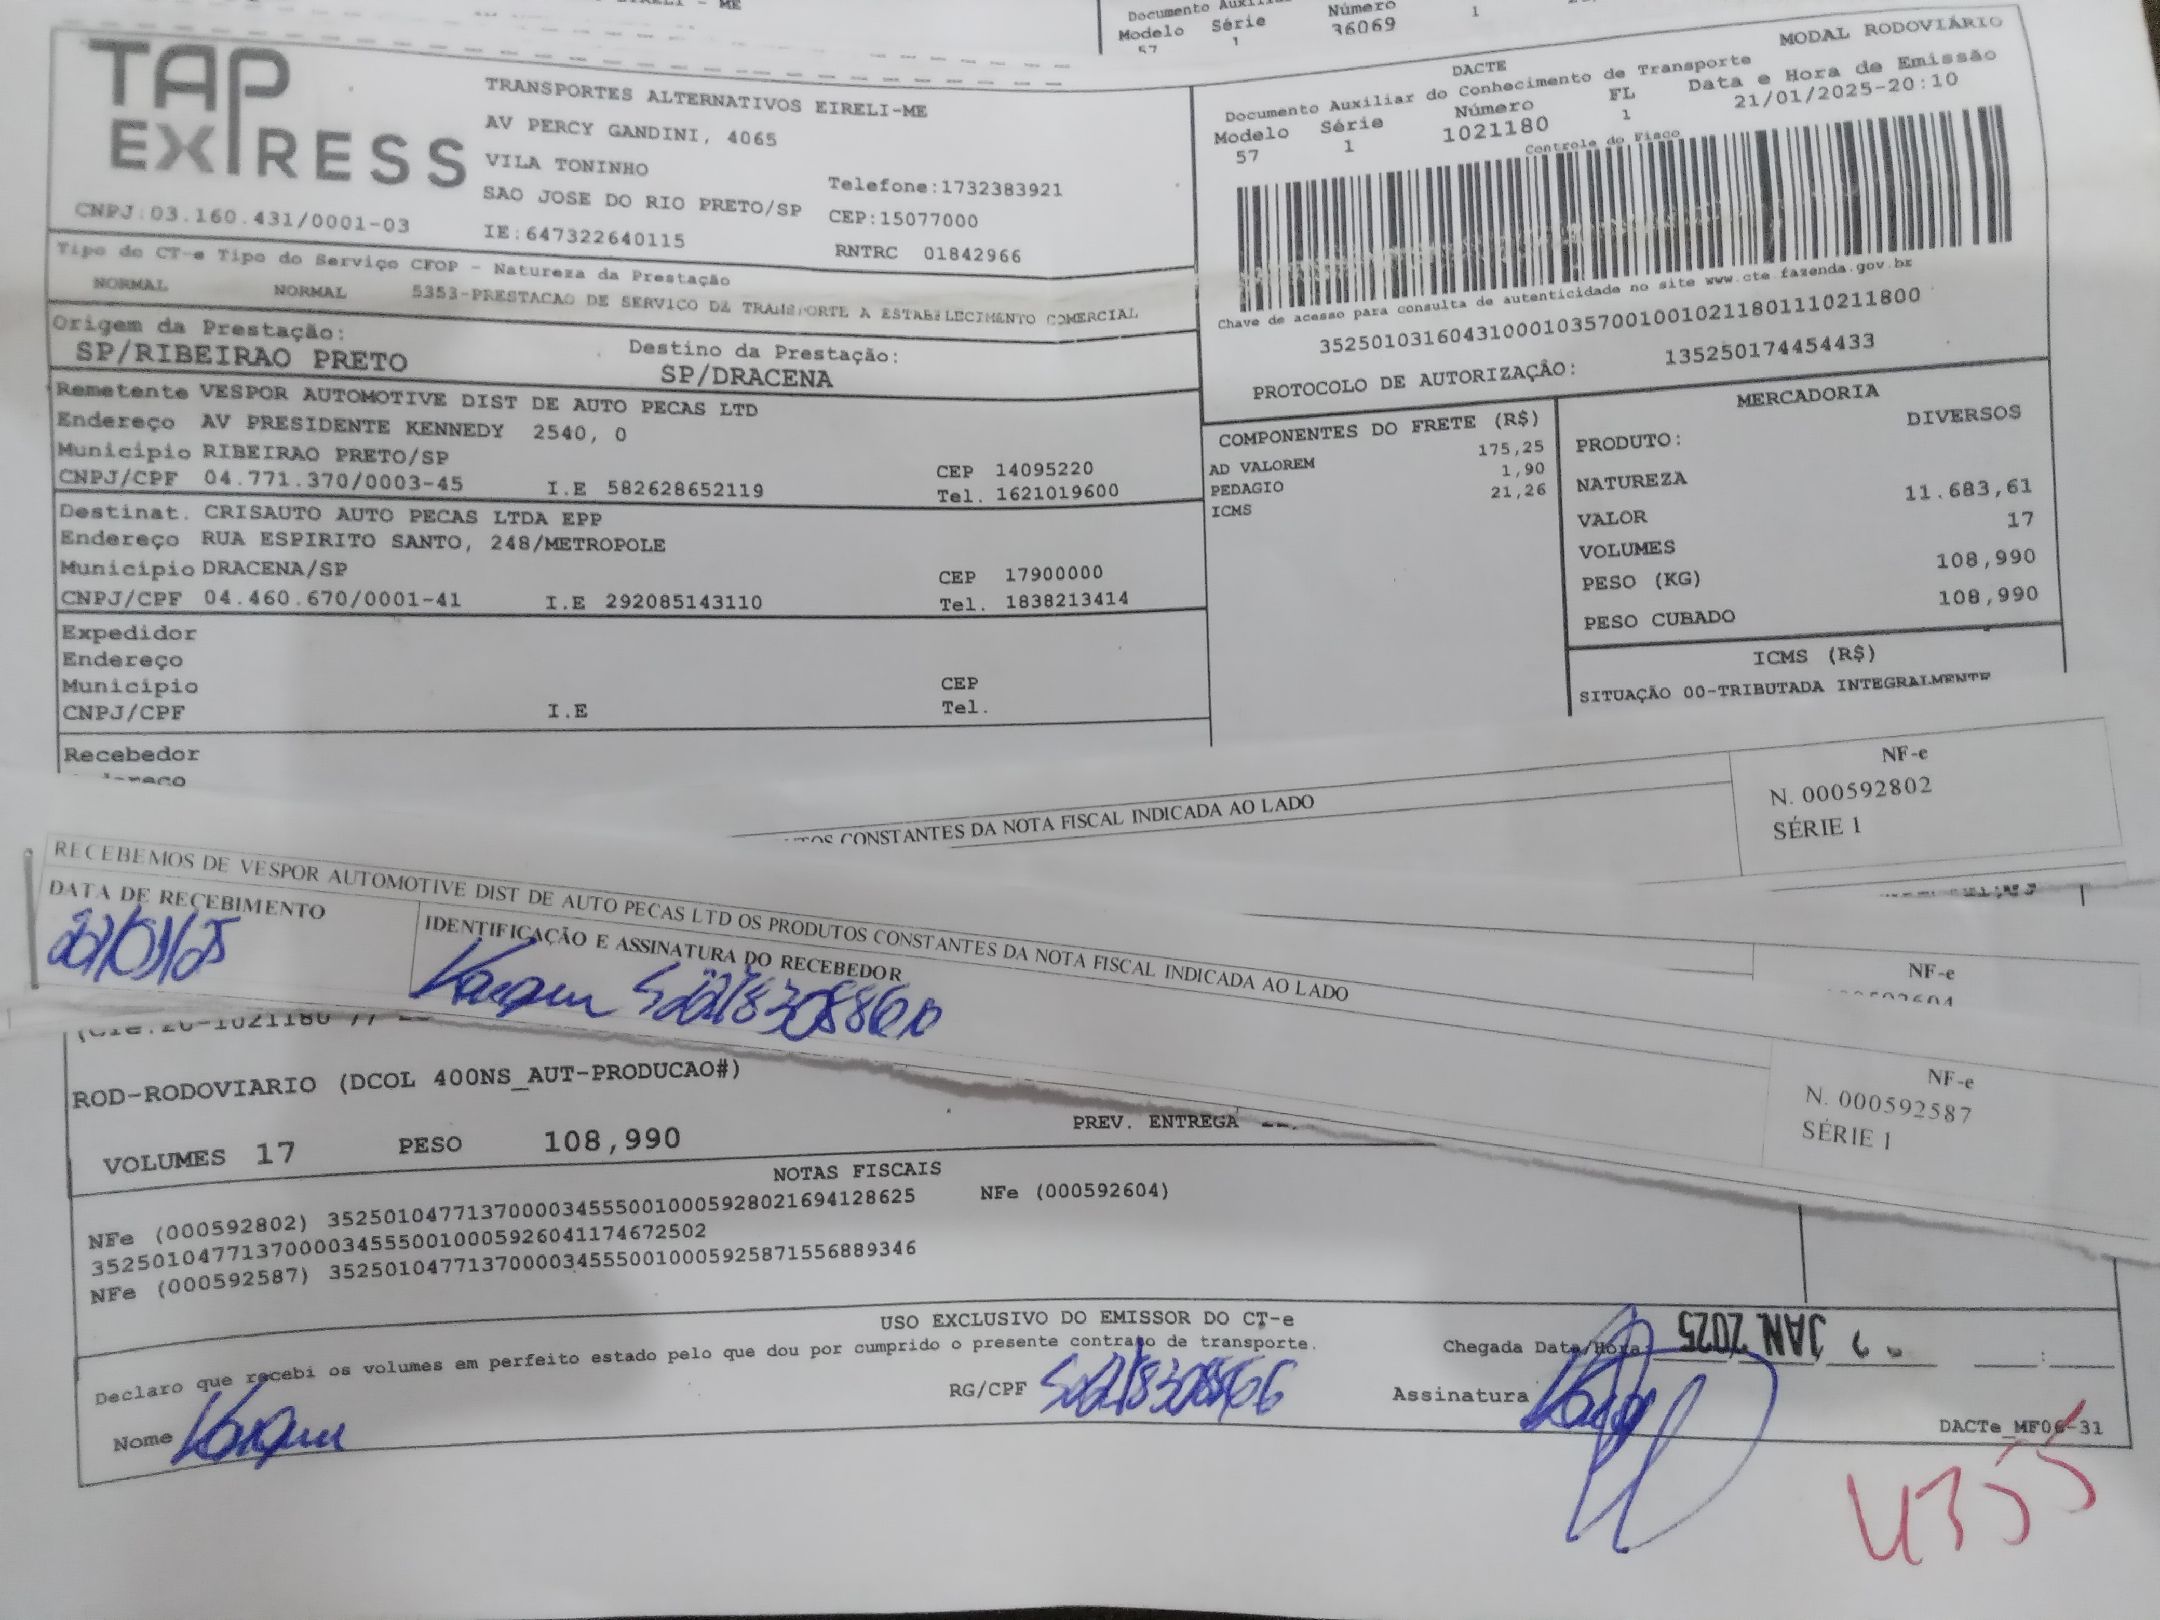 EIRELI - ME
Documento Auxili
Modelo Série Número 1
57 1 36069
TAP
EXPRESS
CNPJ:03.160.431/0001-03
TRANSPORTES ALTERNATIVOS EIRELI-ME
AV PERCY GANDINI, 4065
VILA TONINHO
SAO JOSE DO RIO PRETO/SP
IE:647322640115
Telefone:1732383921
CEP:15077000
RNTRC 01842966
MODAL RODOVIÁRIO
DACTE
Documento Auxiliar do Conhecimento de Transporte
Modelo Série Número FL Data e Hora de Emissão
57 1 1021180 1 21/01/2025-20:10
Controle do Fisco
Chave de acesso para consulta de autenticidade no site www.cte.fazenda.gov.br
35250103160431000103570010010211801110211800
PROTOCOLO DE AUTORIZAÇÃO: 135250174454433
Tipo do CT-e Tipo do Serviço CFOP - Natureza da Prestação
NORMAL NORMAL 5353-PRESTACAO DE SERVICO DE TRANSPORTE A ESTABELECIMENTO COMERCIAL
Origem da Prestação: Destino da Prestação:
SP/RIBEIRAO PRETO SP/DRACENA
Remetente VESPOR AUTOMOTIVE DIST DE AUTO PECAS LTD
Endereço AV PRESIDENTE KENNEDY 2540, 0
Municipio RIBEIRAO PRETO/SP CEP 14095220
CNPJ/CPF 04.771.370/0003-45 I.E 582628652119 Tel. 1621019600
Destinat. CRISAUTO AUTO PECAS LTDA EPP
Endereço RUA ESPIRITO SANTO, 248/METROPOLE
Municipio DRACENA/SP CEP 17900000
CNPJ/CPF 04.460.670/0001-41 I.E 292085143110 Tel. 1838213414
Expedidor
Endereço
Municipio CEP
CNPJ/CPF I.E Tel.
Recebedor
COMPONENTES DO FRETE (R$)
AD VALOREM 175,25
PEDAGIO 1,90
ICMS 21,26
MERCADORIA
PRODUTO: DIVERSOS
NATUREZA
VALOR 11.683,61
VOLUMES 17
PESO (KG) 108,990
PESO CUBADO 108,990
ICMS (R$)
SITUAÇÃO 00-TRIBUTADA INTEGRALMENTE
CONSTANTES DA NOTA FISCAL INDICADA AO LADO
NF-e
N. 000592802
SÉRIE 1
RECEBEMOS DE VESPOR AUTOMOTIVE DIST DE AUTO PECAS LTD OS PRODUTOS CONSTANTES DA NOTA FISCAL INDICADA AO LADO
DATA DE RECEBIMENTO
IDENTIFICAÇÃO E ASSINATURA DO RECEBEDOR
NF-e
NF-e
N. 000592587
SÉRIE 1
ROD-RODOVIARIO (DCOL 400NS_AUT-PRODUCAO#)
VOLUMES 17 PESO 108,990 PREV. ENTREGA
NOTAS FISCAIS
NFe (000592802) 35250104771370000345550010005928021694128625 NFe (000592604)
35250104771370000345550010005926041174672502
NFe (000592587) 35250104771370000345550010005925871556889346
USO EXCLUSIVO DO EMISSOR DO CT-e
Declaro que recebi os volumes em perfeito estado pelo que dou por cumprido o presente contrato de transporte.
Chegada Data/Hora: JAN 2025
Nome RG/CPF Assinatura
DACTe_MF06-31